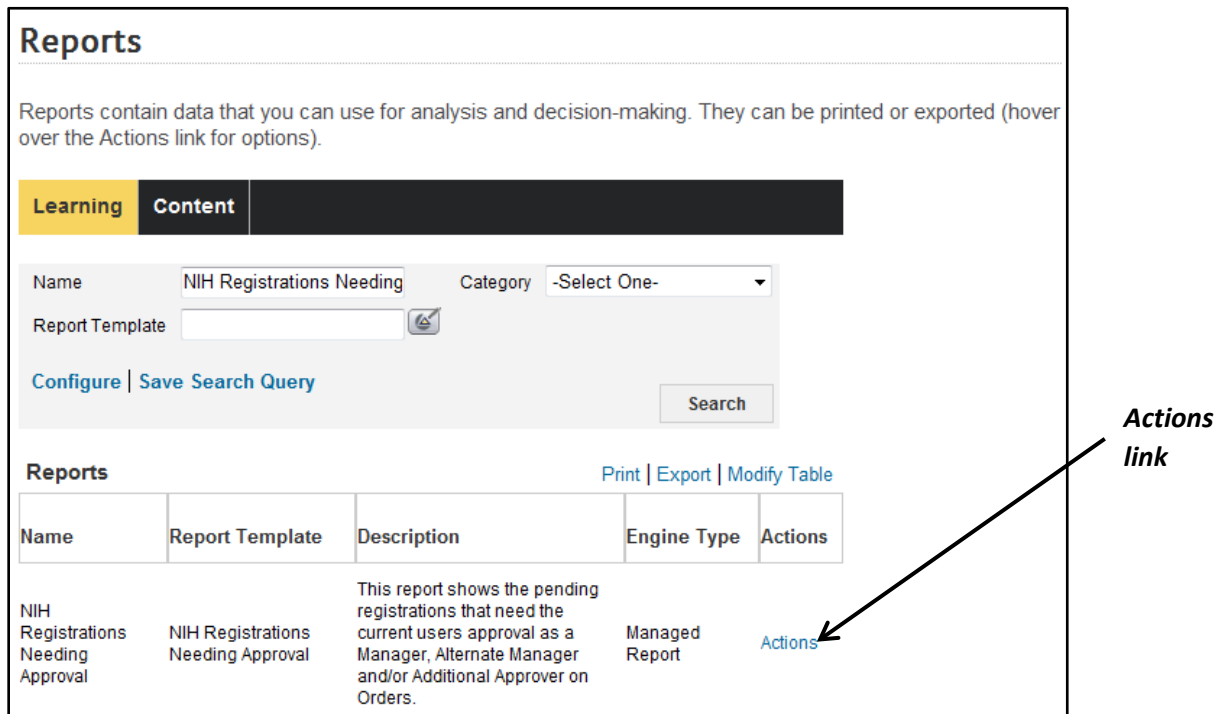 Reports
Reports contain data that you can use for analysis and decision-making. They can be printed or exported (hover
over the Actions link for options).
Learning Content
Name NIH Registrations Needing Category -Select One-
Report Template
Configure | Save Search Query
Search
Actions
link
Reports
Print | Export | Modify Table
Name Report Template Description Engine Type Actions
NIH
Registrations
Needing
Approval
NIH Registrations
Needing Approval
This report shows the pending
registrations that need the
current users approval as a
Manager, Alternate Manager
and/or Additional Approver on
Orders.
Managed
Report
Actions